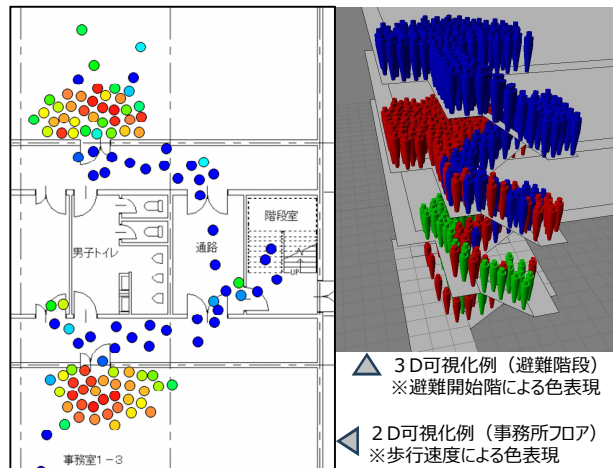 階段室
男子トイレ
通路
UP
事務室1-3
△ 3D可視化例（避難階段）
※避難開始階による色表現
◁ 2D可視化例（事務所フロア）
※歩行速度による色表現